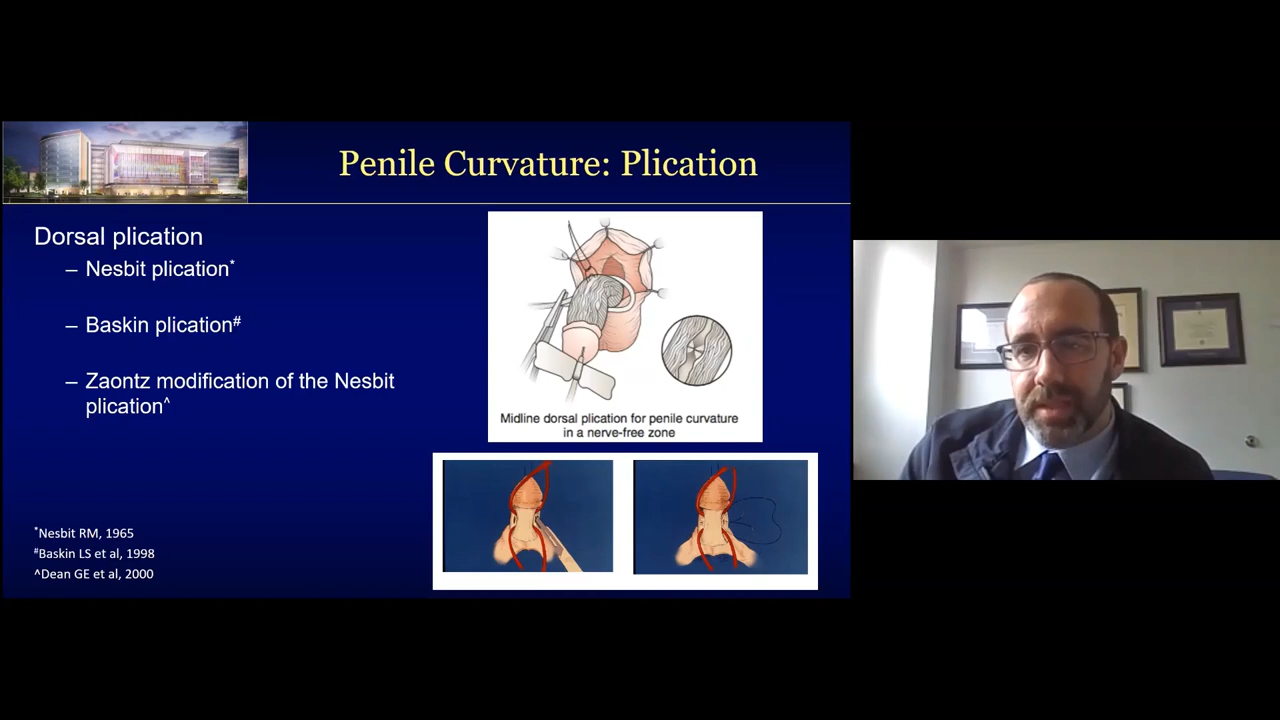 Penile Curvature: Plication
Dorsal plication
– Nesbit plication*
– Baskin plication#
– Zaontz modification of the Nesbit
plication^
Midline dorsal plication for penile curvature
in a nerve-free zone
*Nesbit RM, 1965
#Baskin LS et al, 1998
^Dean GE et al, 2000